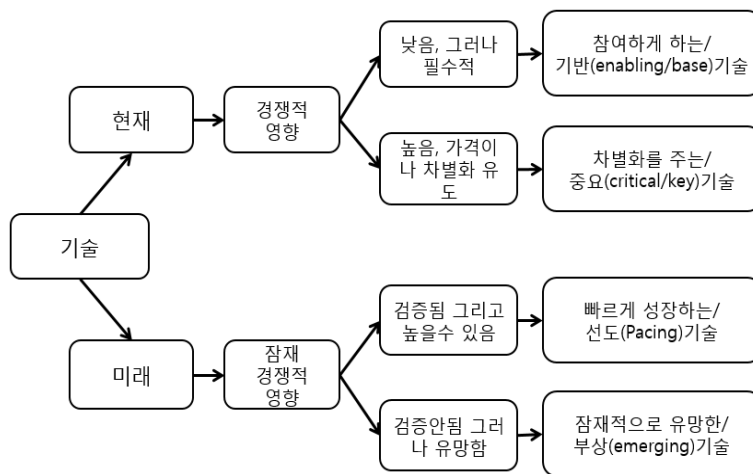 낮음, 그러나
필수적
참여하게 하는/
기반(enabling/base)기술
현재
경쟁적
영향
높음, 가격이
나 차별화 유
도
차별화를 주는/
중요(critical/key)기술
기술
검증됨 그리고
높을수 있음
빠르게 성장하는/
선도(Pacing)기술
미래
잠재
경쟁적
영향
검증안됨 그러
나 유망함
잠재적으로 유망한/
부상(emerging)기술